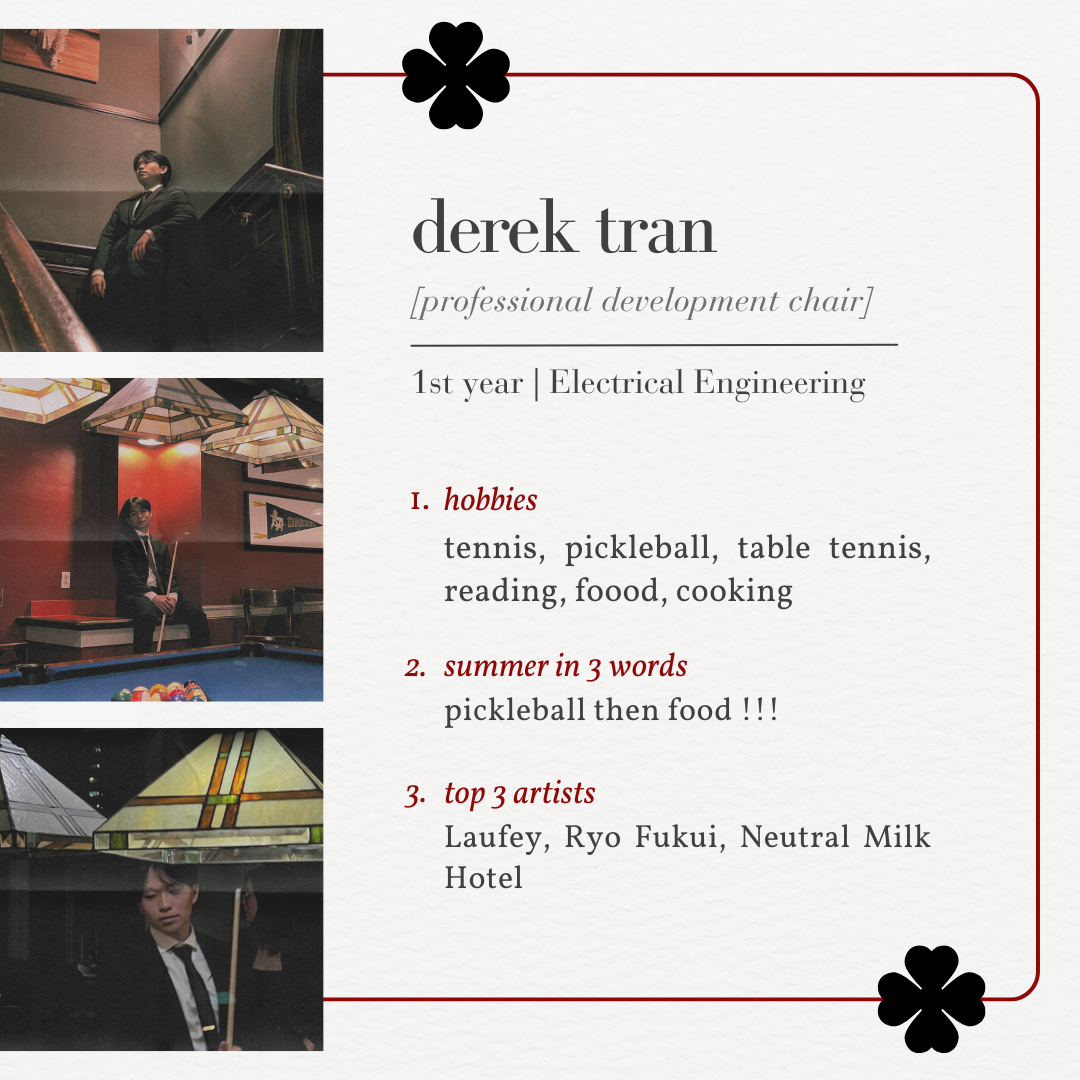 derek tran
[professional development chair]
1st year | Electrical Engineering
1. hobbies
tennis, pickleball, table tennis,
reading, foood, cooking
2. summer in 3 words
pickleball then food !!!
3. top 3 artists
Laufey, Ryo Fukui, Neutral Milk
Hotel